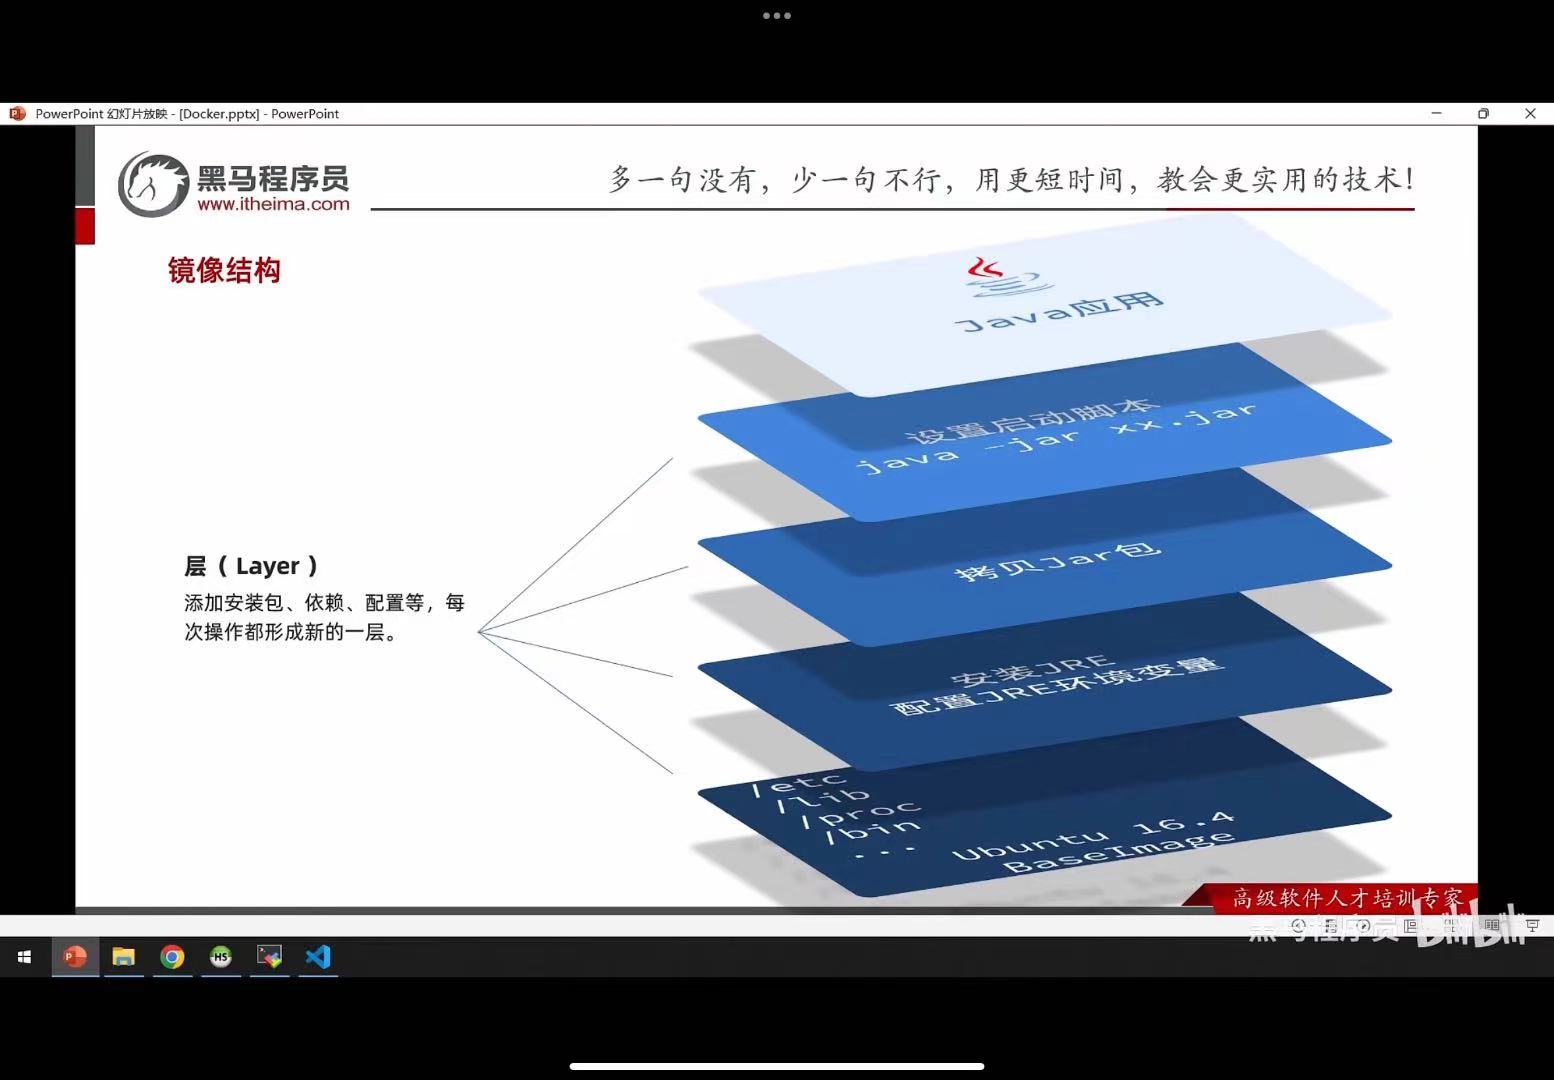 PowerPoint 幻灯片放映 - [Docker.pptx] - PowerPoint
黑马程序员
www.itheima.com
多一句没有，少一句不行，用更短时间，教会更实用的技术！
镜像结构
Java应用
设置启动脚本
java -jar xx.jar
拷贝Jar包
层（ Layer ）
添加安装包、依赖、配置等，每
次操作都形成新的一层。
安装JRE
配置JRE环境变量
/etc
/lib
/proc
/bin
...
Ubuntu 16.4
BaseImage
高级软件人才培训专家
黑马程序员 bilibili
HS